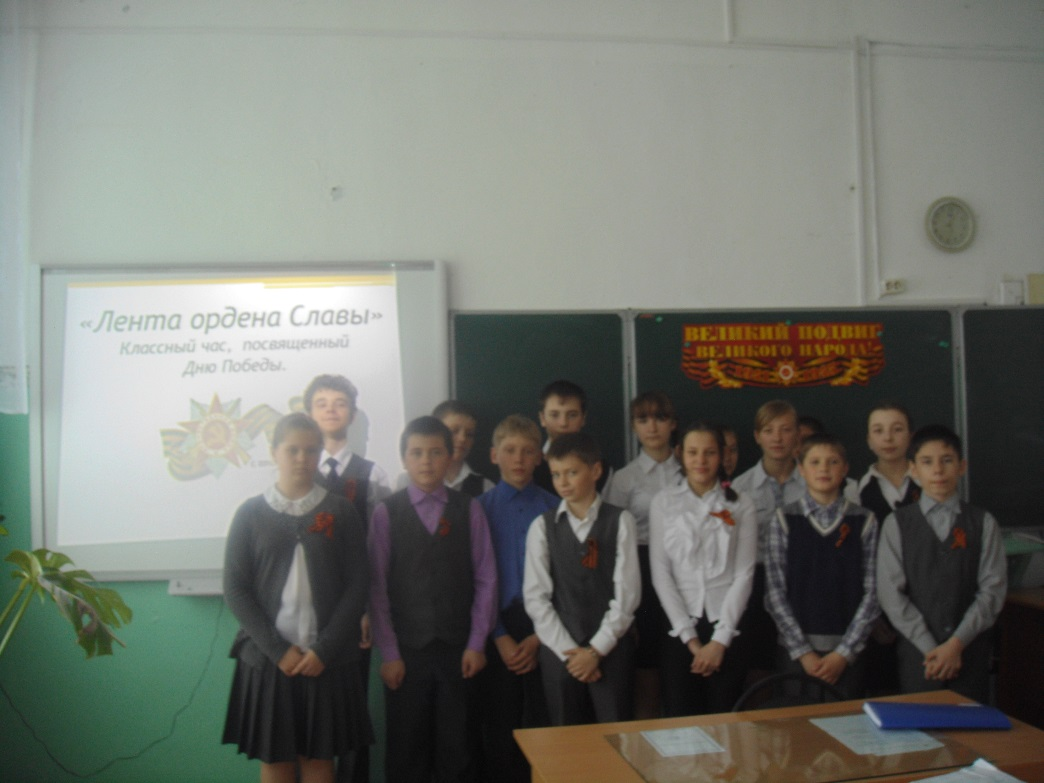 «Лента ордена Славы»
Классный час, посвященный
Дню Победы.
ВЕЛИКИЙ ПОДВИГ
ВЕЛИКОГО НАРОДА!